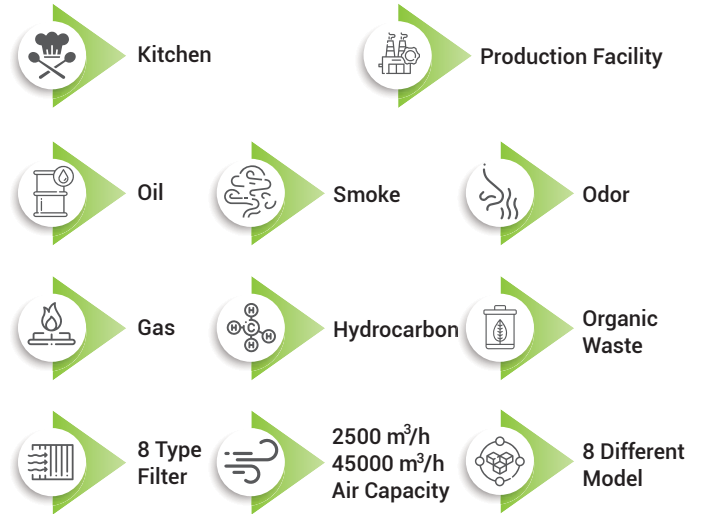 Kitchen
Production Facility
Oil
Smoke
Odor
Gas
Hydrocarbon
Organic
Waste
8 Type
Filter
2500 m³/h
45000 m³/h
Air Capacity
8 Different
Model
H
H
C
H
H